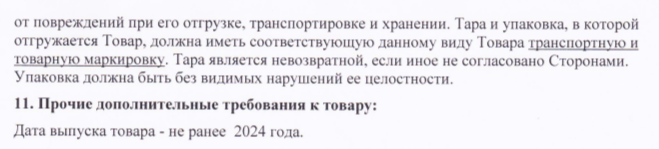 от повреждений при его отгрузке, транспортировке и хранении. Тара и упаковка, в которой
отгружается Товар, должна иметь соответствующую данному виду Товара транспортную и
товарную маркировку. Тара является невозвратной, если иное не согласовано Сторонами.
Упаковка должна быть без видимых нарушений ее целостности.
11. Прочие дополнительные требования к товару:
Дата выпуска товара - не ранее 2024 года.